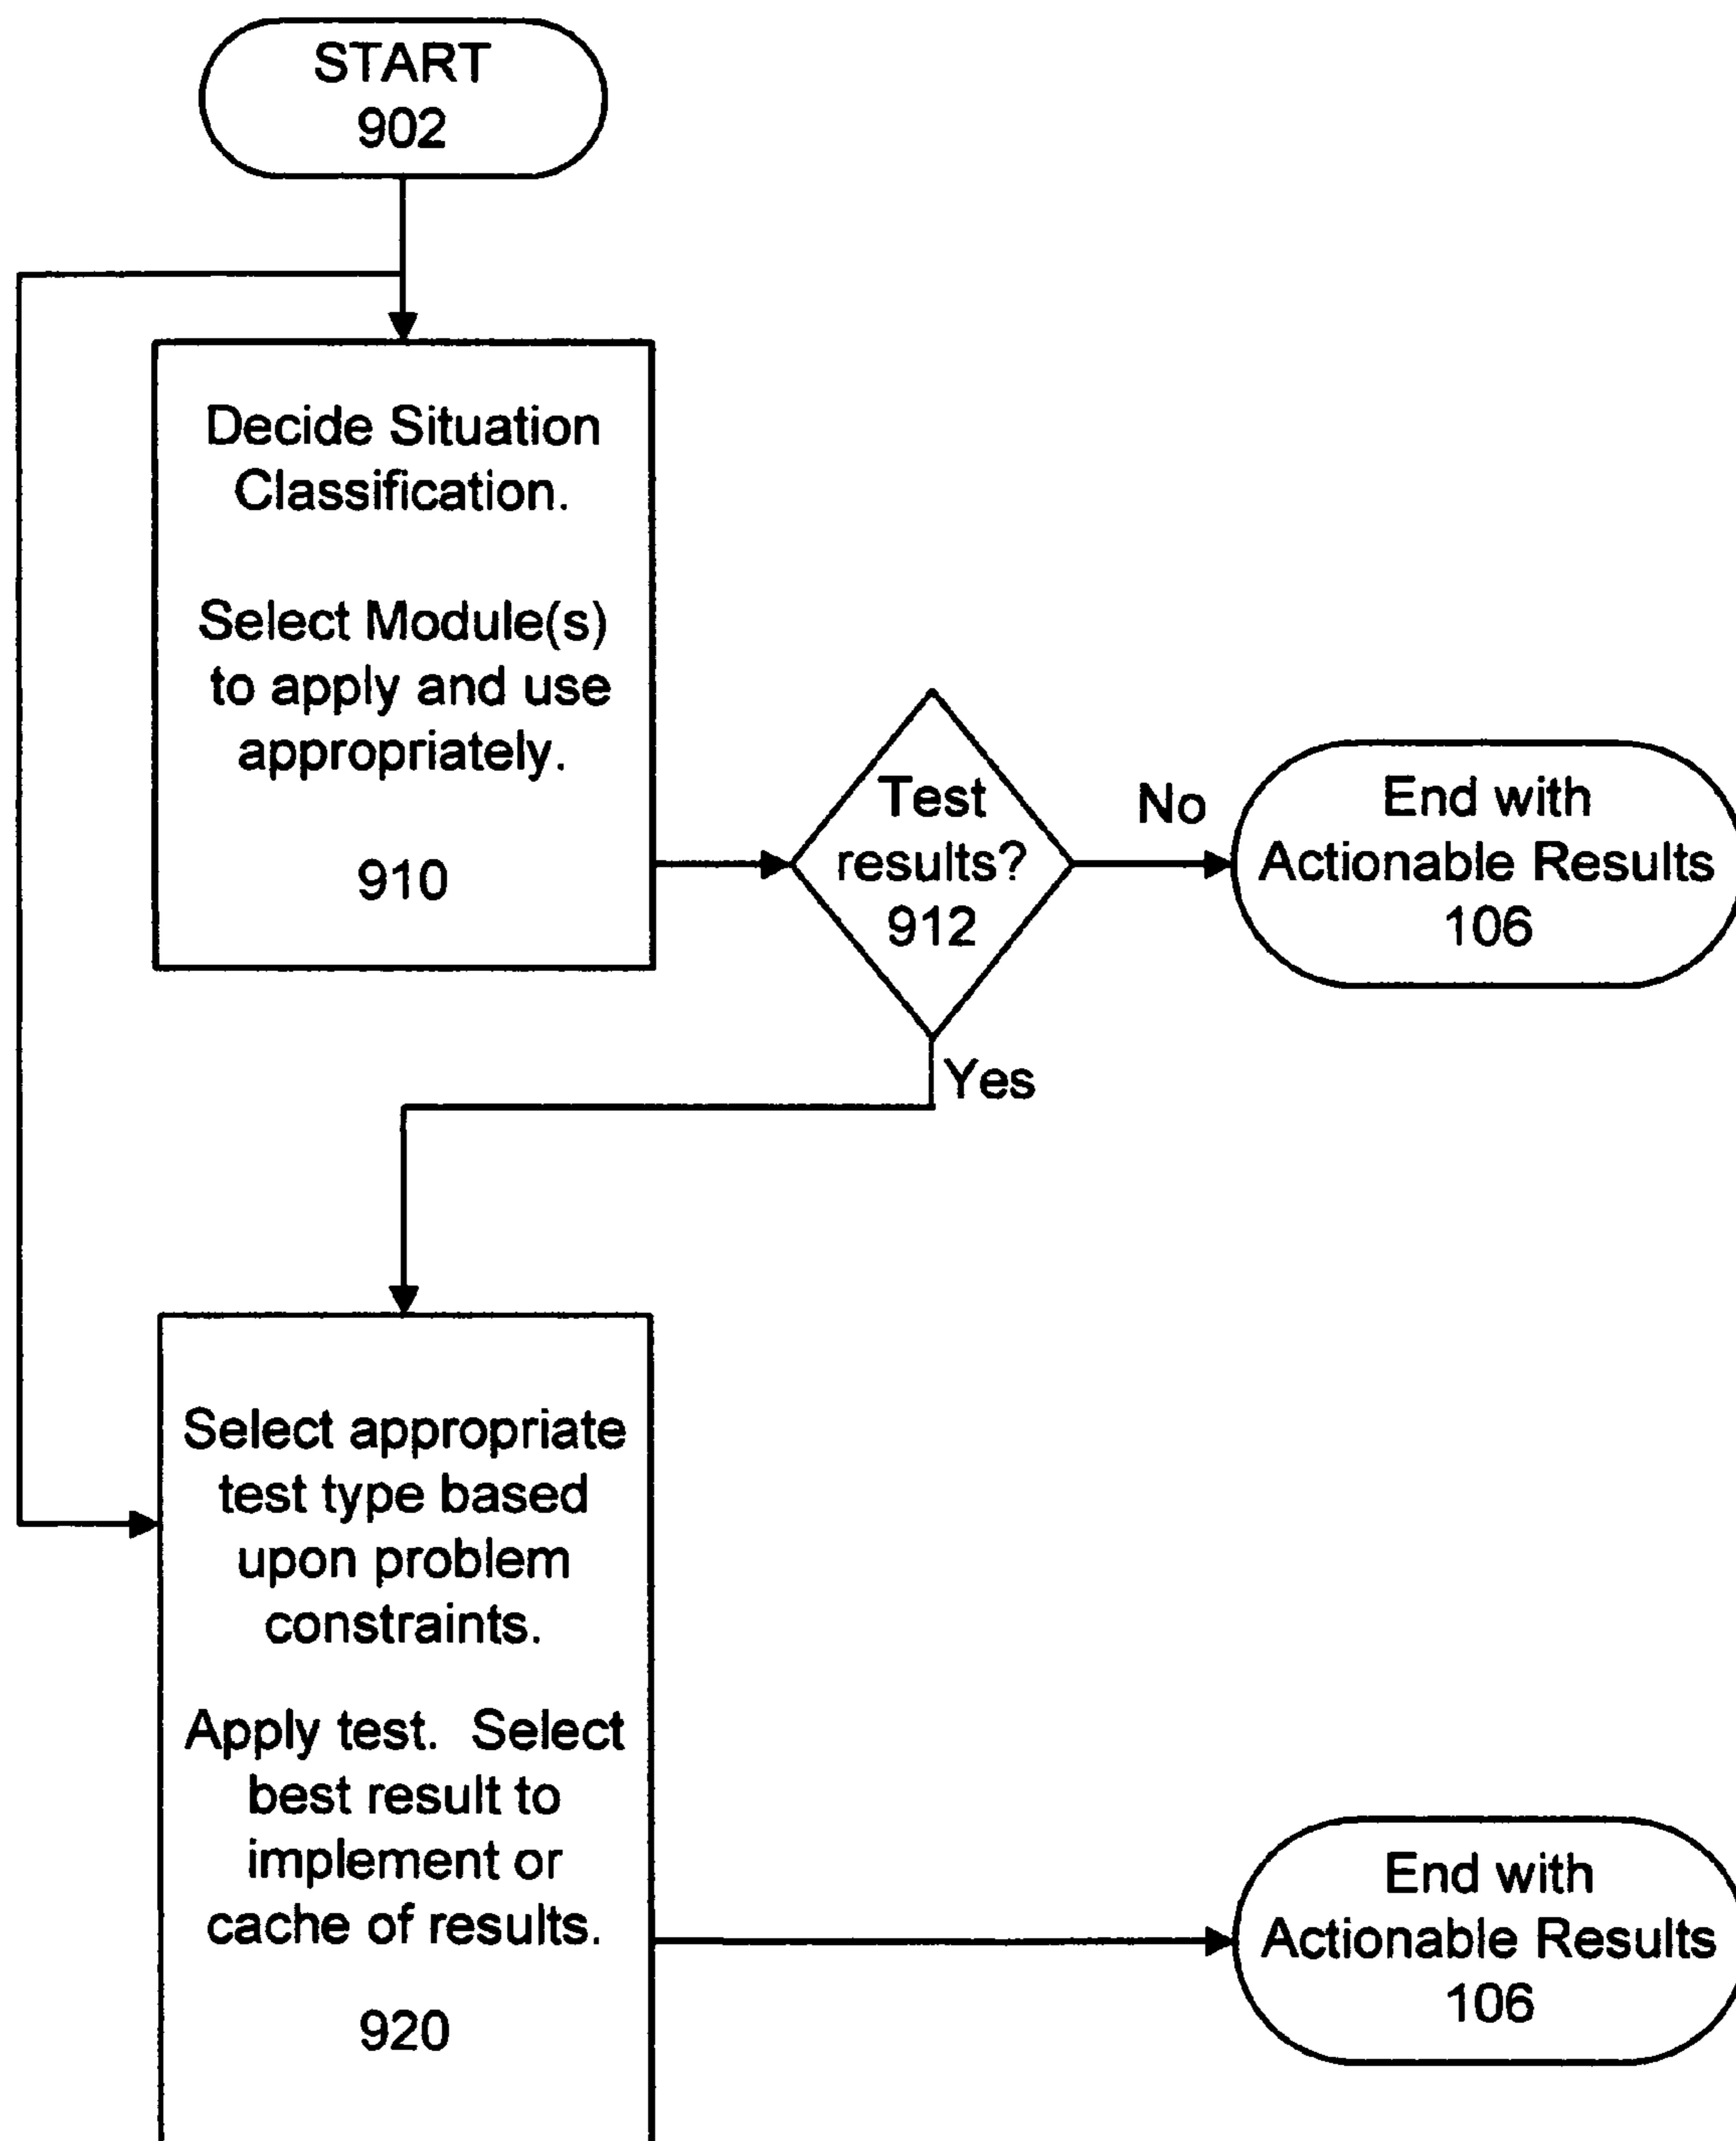 START
902
Decide Situation
Classification.
Select Module(s)
to apply and use
appropriately.
910
Test
results?
912
No
End with
Actionable Results
106
Yes
Select appropriate
test type based
upon problem
constraints.
Apply test.  Select
best result to
implement or
cache of results.
920
End with
Actionable Results
106